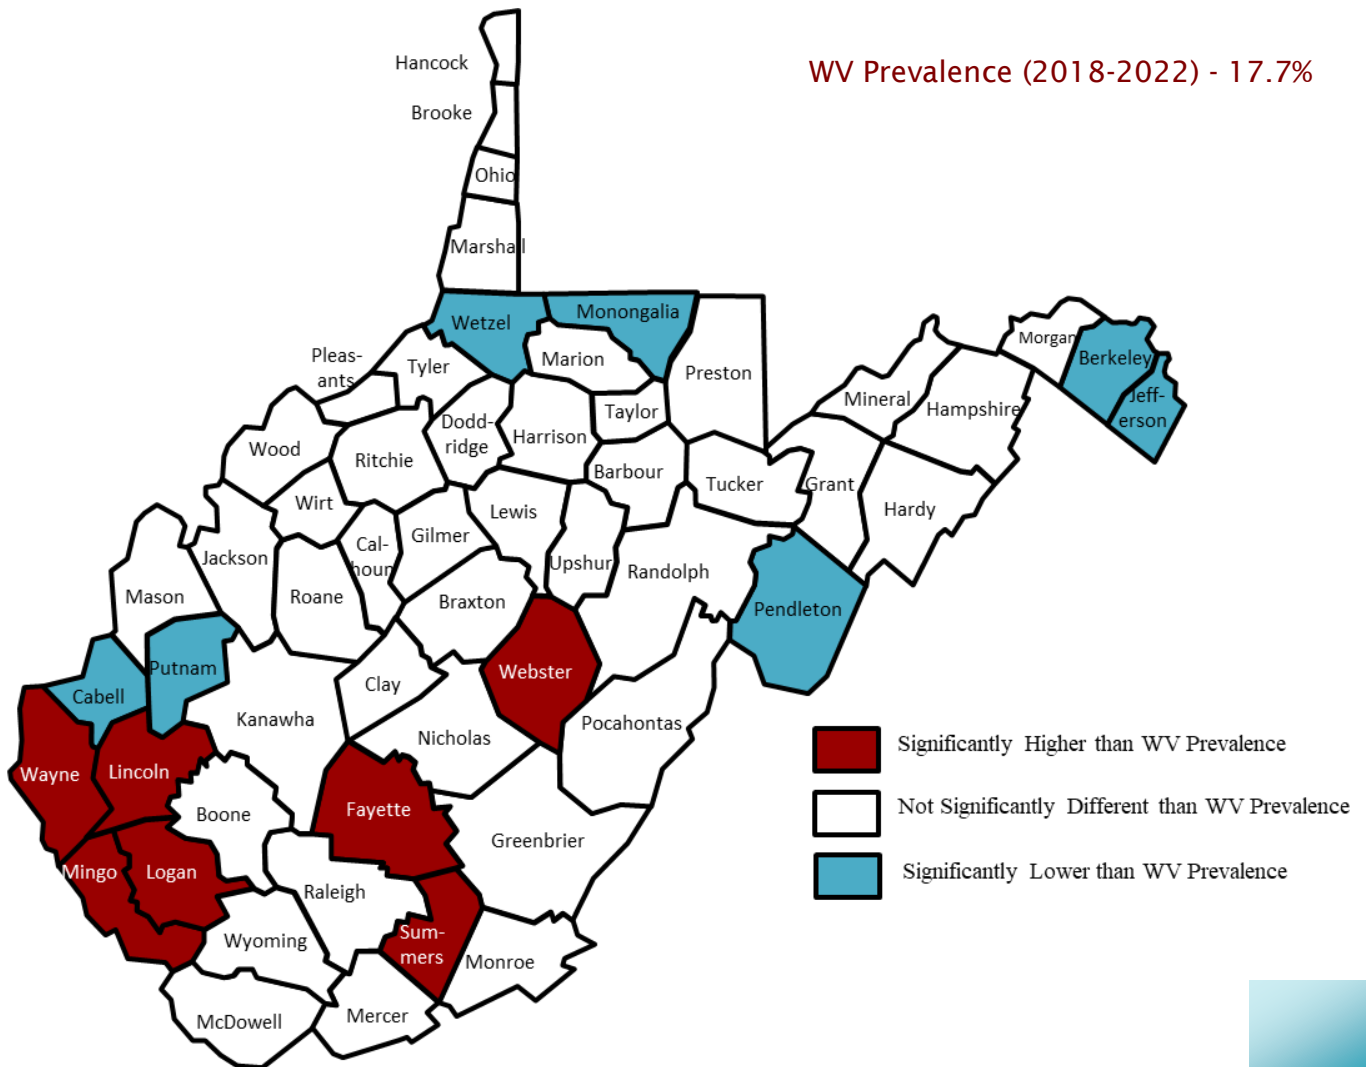 Hancock
WV Prevalence (2018-2022) - 17.7%
Brooke
Ohio
Marshall
Wetzel
Monongalia
Morgan
Pleas-
ants
Tyler
Marion
Preston
Berkeley
Mineral
Hampshire
Jeff-
erson
Wood
Ritchie
Dodd-
ridge
Harrison
Taylor
Barbour
Tucker
Grant
Hardy
Wirt
Lewis
Gilmer
Cal-
houn
Jackson
Upshur
Randolph
Mason
Roane
Braxton
Pendleton
Putnam
Webster
Cabell
Clay
Kanawha
Nicholas
Pocahontas
Significantly Higher than WV Prevalence
Wayne
Lincoln
Fayette
Boone
Not Significantly Different than WV Prevalence
Greenbrier
Mingo
Logan
Raleigh
Significantly Lower than WV Prevalence
Wyoming
Sum-
mers
Monroe
McDowell
Mercer